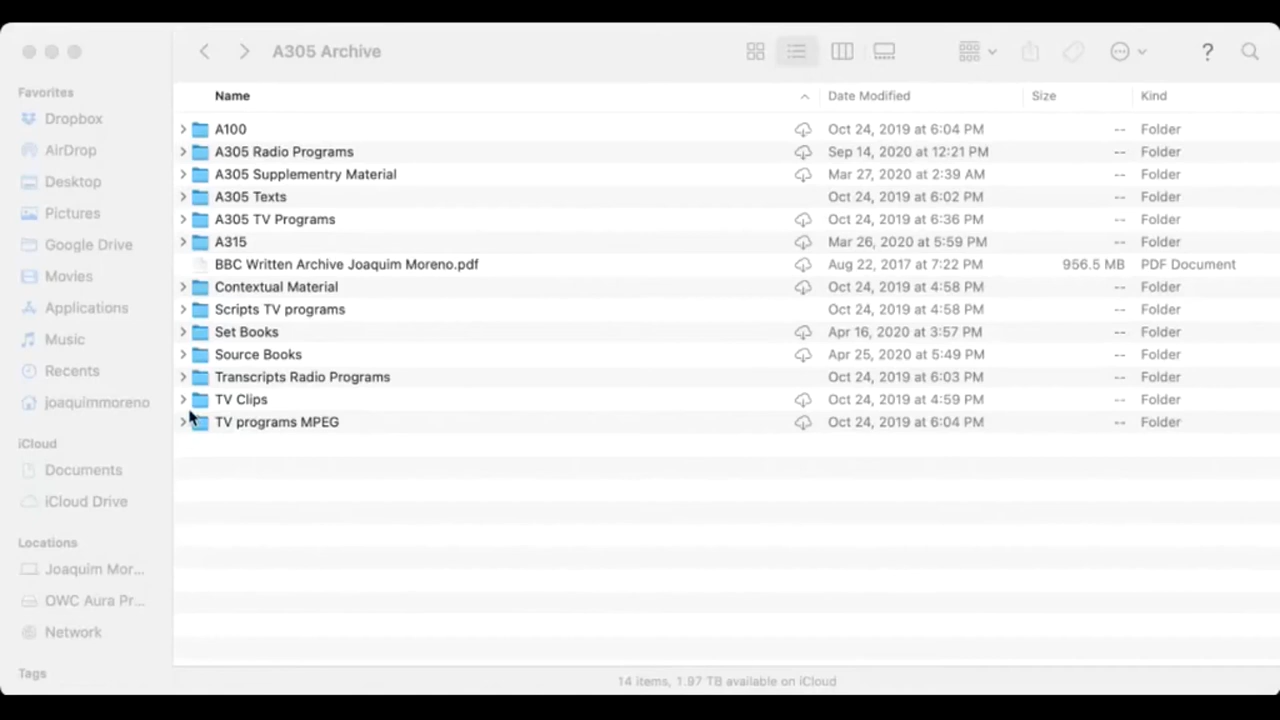 A305 Archive
?
Favorites
Dropbox
AirDrop
Desktop
Pictures
Google Drive
Movies
Applications
Music
Recents
joaquimmoreno
iCloud
Documents
iCloud Drive
Locations
Joaquim Mor...
OWC Aura Pr...
Network
Tags
Name Date Modified Size Kind
A100 Oct 24, 2019 at 6:04 PM -- Folder
A305 Radio Programs Sep 14, 2020 at 12:21 PM -- Folder
A305 Supplementry Material Mar 27, 2020 at 2:39 AM -- Folder
A305 Texts Oct 24, 2019 at 6:02 PM -- Folder
A305 TV Programs Oct 24, 2019 at 6:36 PM -- Folder
A315 Mar 26, 2020 at 5:59 PM -- Folder
BBC Written Archive Joaquim Moreno.pdf Aug 22, 2017 at 7:22 PM 956.5 MB PDF Document
Contextual Material Oct 24, 2019 at 4:58 PM -- Folder
Scripts TV programs Oct 24, 2019 at 4:58 PM -- Folder
Set Books Apr 16, 2020 at 3:57 PM -- Folder
Source Books Apr 25, 2020 at 5:49 PM -- Folder
Transcripts Radio Programs Oct 24, 2019 at 6:03 PM -- Folder
TV Clips Oct 24, 2019 at 4:59 PM -- Folder
TV programs MPEG Oct 24, 2019 at 6:04 PM -- Folder
14 items, 1.97 TB available on iCloud